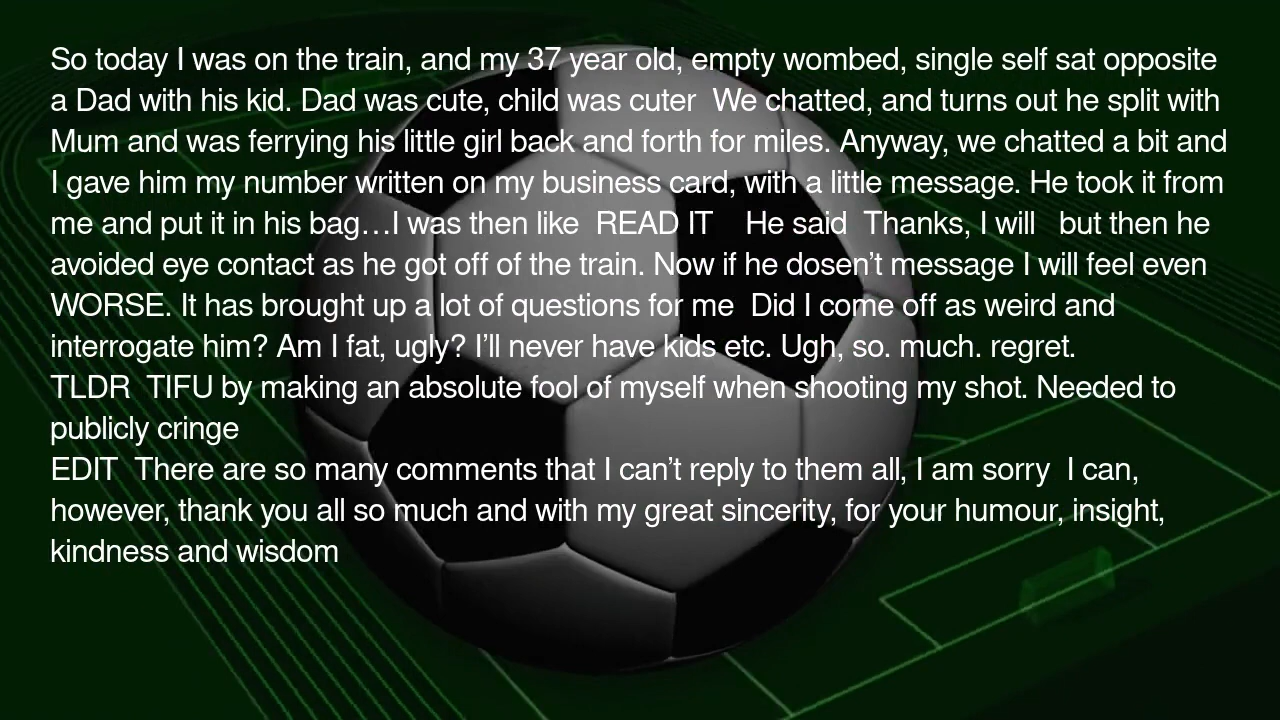 So today I was on the train, and my 37 year old, empty wombed, single self sat opposite
a Dad with his kid. Dad was cute, child was cuter  We chatted, and turns out he split with
Mum and was ferrying his little girl back and forth for miles. Anyway, we chatted a bit and
I gave him my number written on my business card, with a little message. He took it from
me and put it in his bag…I was then like  READ IT    He said  Thanks, I will   but then he
avoided eye contact as he got off of the train. Now if he dosen’t message I will feel even
WORSE. It has brought up a lot of questions for me  Did I come off as weird and
interrogate him? Am I fat, ugly? I’ll never have kids etc. Ugh, so. much. regret.
TLDR  TIFU by making an absolute fool of myself when shooting my shot. Needed to
publicly cringe
EDIT  There are so many comments that I can’t reply to them all, I am sorry  I can,
however, thank you all so much and with my great sincerity, for your humour, insight,
kindness and wisdom